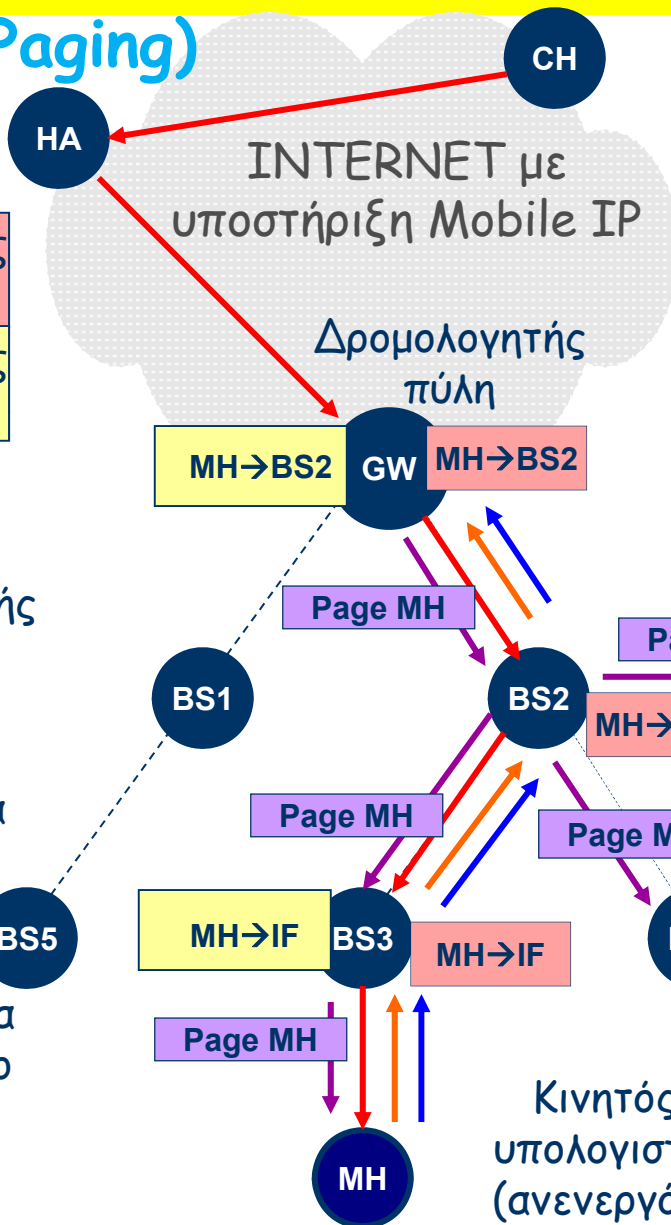 Paging)
CH
HA
INTERNET με
υποστήριξη Mobile IP
Δρομολογητής
πύλη
MH→BS2
GW
MH→BS2
Page MH
BS1
BS2
MH→
Page MH
Page M
BS5
MH→IF
BS3
MH→IF
Page MH
Κινητός
MH